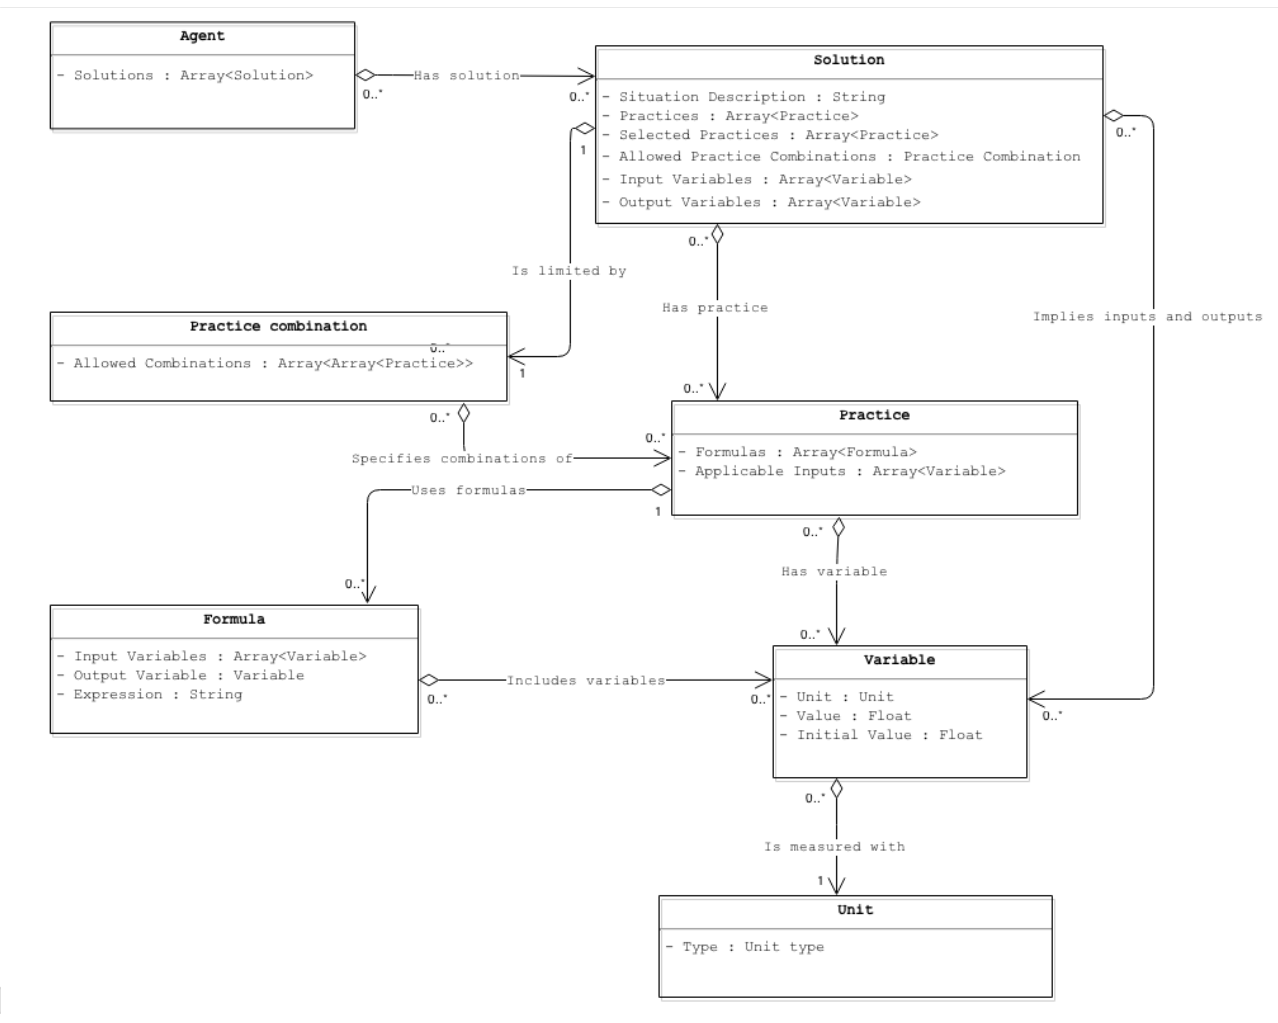 Agent
- Solutions : Array<Solution>
0..*
Has solution
0..*
Solution
- Situation Description : String
- Practices : Array<Practice>
- Selected Practices : Array<Practice>
- Allowed Practice Combinations : Practice Combination
- Input Variables : Array<Variable>
- Output Variables : Array<Variable>
0..*
1
0..*
Is limited by
Has practice
Implies inputs and outputs
Practice combination
0..*
- Allowed Combinations : Array<Array<Practice>>
1
0..*
0..*
Practice
- Formulas : Array<Formula>
- Applicable Inputs : Array<Variable>
0..*
Specifies combinations of
Uses formulas
1
0..*
Has variable
0..*
Formula
- Input Variables : Array<Variable>
- Output Variable : Variable
- Expression : String
0..*
Includes variables
0..*
0..*
Variable
- Unit : Unit
- Value : Float
- Initial Value : Float
0..*
0..*
Is measured with
1
Unit
- Type : Unit type